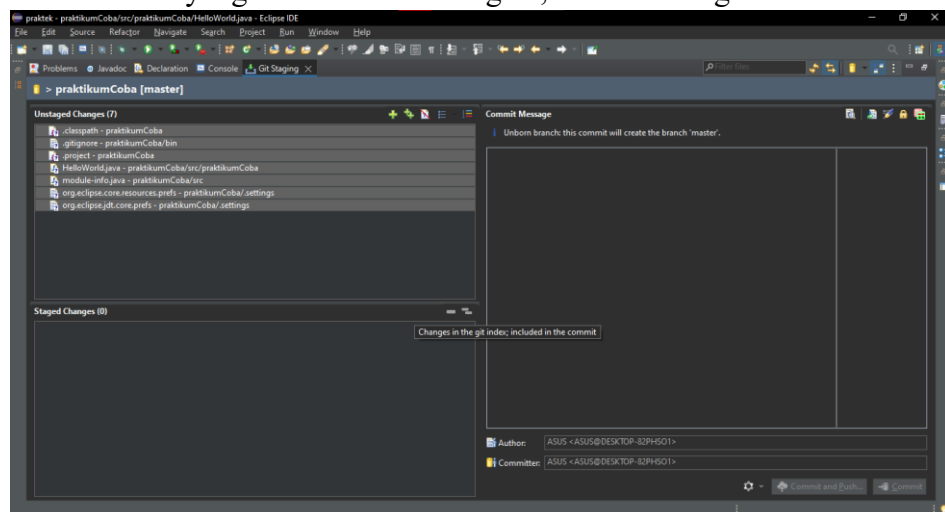 praktek - praktikumCoba/src/praktikumCoba/HelloWorld.java - Eclipse IDE
File Edit Source Refactor Navigate Search Project Run Window Help
Problems Javadoc Declaration Console Git Staging
Filter files
> praktikumCoba [master]
Unstaged Changes (7)
.classpath - praktikumCoba
.gitignore - praktikumCoba/bin
.project - praktikumCoba
HelloWorld.java - praktikumCoba/src/praktikumCoba
module-info.java - praktikumCoba/src
org.eclipse.core.resources.prefs - praktikumCoba/.settings
org.eclipse.jdt.core.prefs - praktikumCoba/.settings
Staged Changes (0)
Changes in the git index; included in the commit
Commit Message
Unborn branch: this commit will create the branch 'master'.
Author: ASUS <ASUS@DESKTOP-82PHSO1>
Committer: ASUS <ASUS@DESKTOP-82PHSO1>
Commit and Push... Commit